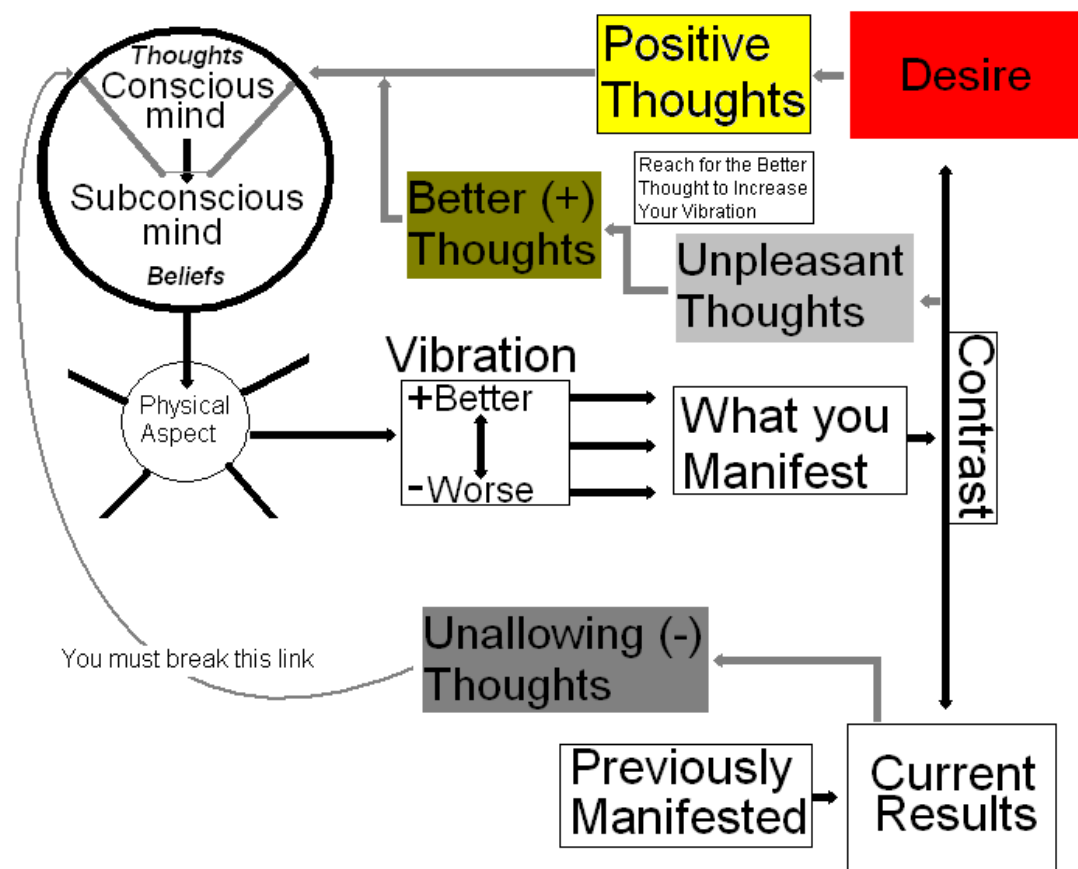 Thoughts
Conscious
mind
Subconscious
mind
Beliefs
Positive
Thoughts
Desire
Reach for the Better
Thought to Increase
Your Vibration
Better (+)
Thoughts
Unpleasant
Thoughts
Contrast
Physical
Aspect
Vibration
+Better
-Worse
What you
Manifest
You must break this link
Unallowing (-)
Thoughts
Previously
Manifested
Current
Results